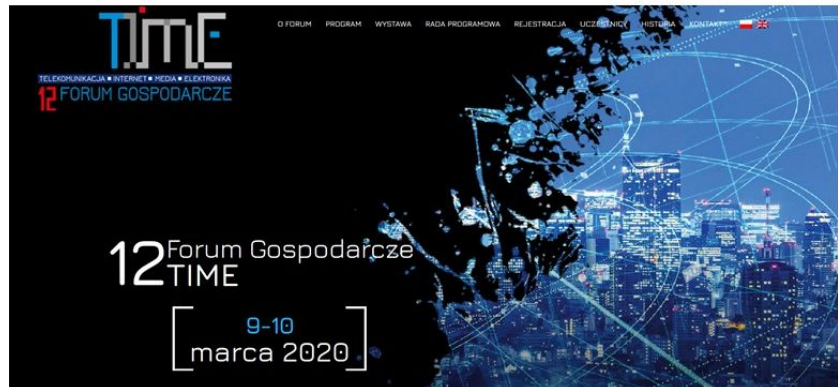 TIME
O FORUM PROGRAM WYSTAWA RADA PROGRAMOWA REJESTRACJA UCZESTNICY HISTORIA KONTAKT
TELEKOMUNIKACJA ■ INTERNET ■ MEDIA ■ ELEKTRONIKA
12 FORUM GOSPODARCZE
12 Forum Gospodarcze
TIME
9-10
marca 2020